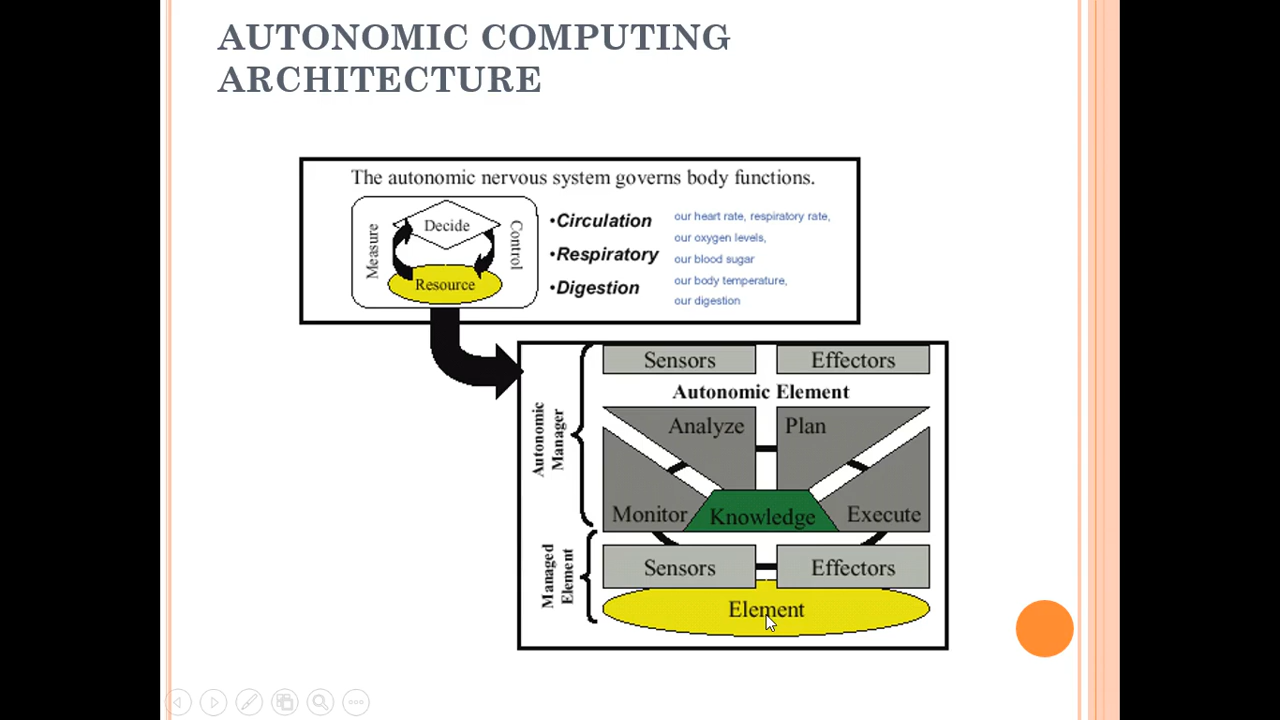 AUTONOMIC COMPUTING
ARCHITECTURE
The autonomic nervous system governs body functions.
Measure
Decide
Control
Resource
•Circulation
•Respiratory
•Digestion
our heart rate, respiratory rate,
our oxygen levels,
our blood sugar
our body temperature,
our digestion
Autonomic
Manager
Sensors
Effectors
Autonomic Element
Analyze
Plan
Monitor
Knowledge
Execute
Managed
Element
Sensors
Effectors
Element